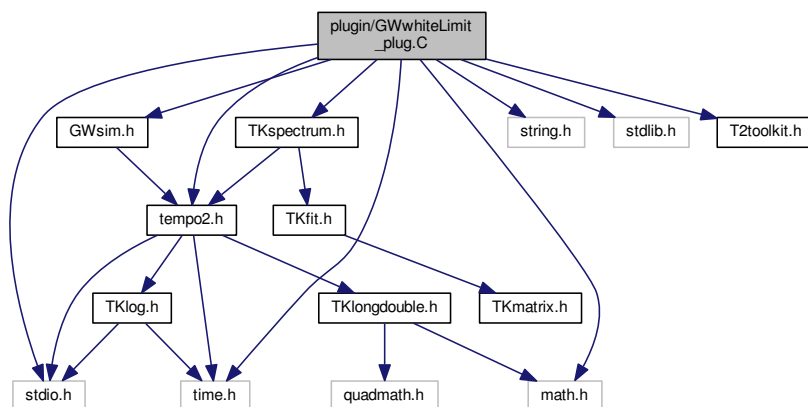 plugin/GWwhiteLimit
_plug.C
GWsim.h
TKspectrum.h
string.h
stdlib.h
T2toolkit.h
tempo2.h
TKfit.h
TKlog.h
TKlongdouble.h
TKmatrix.h
stdio.h
time.h
quadmath.h
math.h